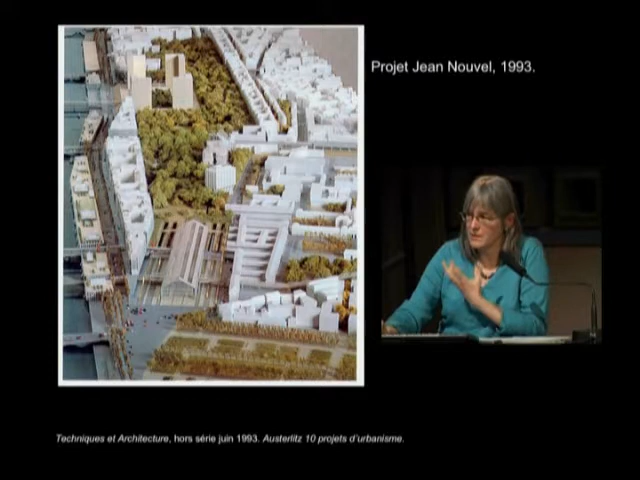 Projet Jean Nouvel, 1993.
Techniques et Architecture, hors série juin 1993. Austerlitz 10 projets d'urbanisme.